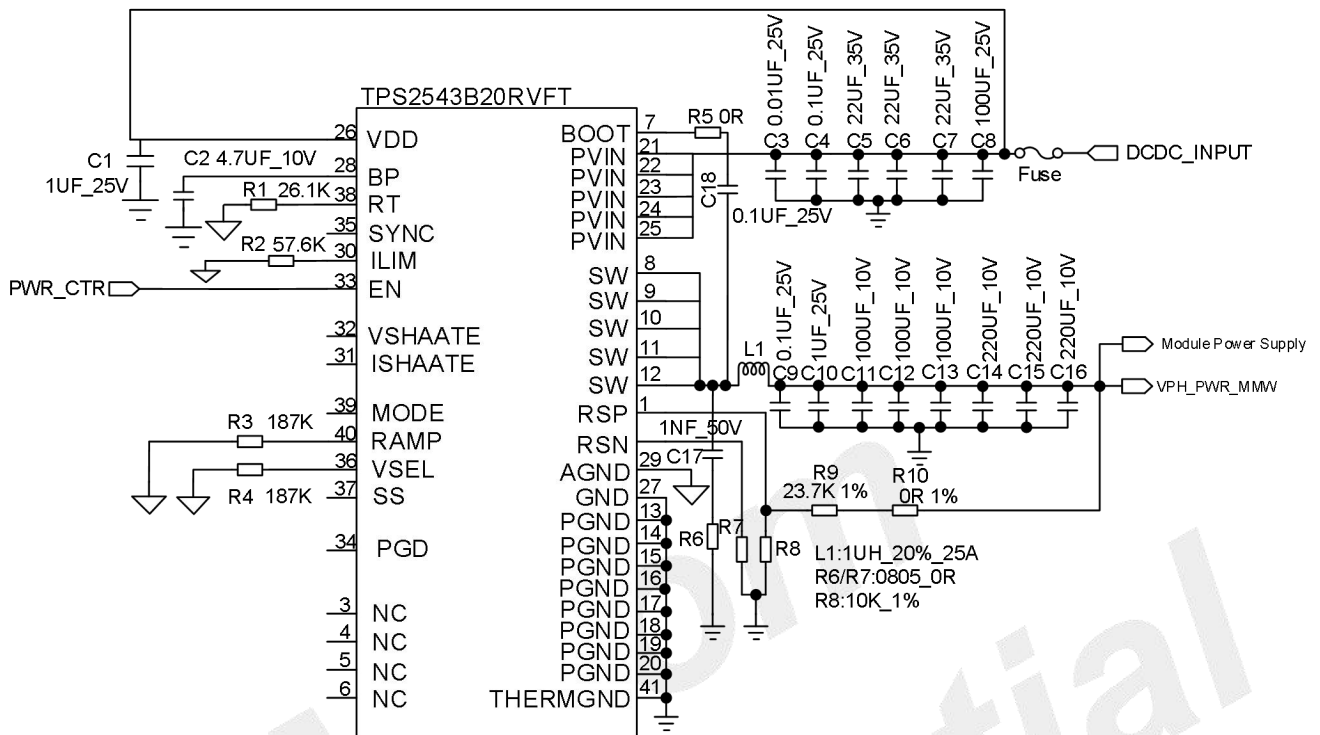 TPS2543B20RVFT
26 VDD
28 BP
38 RT
35 SYNC
30 ILIM
33 EN
32 VSHAATE
31 ISHAATE
39 MODE
40 RAMP
36 VSEL
37 SS
34 PGD
3 NC
4 NC
5 NC
6 NC
BOOT 7
PVIN 21
PVIN 22
PVIN 23
PVIN 24
PVIN 25
SW 8
SW 9
SW 10
SW 11
SW 12
RSP 1
RSN
AGND 29
GND 27
PGND 13
PGND 14
PGND 15
PGND 16
PGND 17
PGND 18
PGND 19
PGND 20
THERMGND 41
C1
1UF_25V
C2 4.7UF_10V
R1 26.1K
R2 57.6K
PWR_CTR
R3 187K
R4 187K
R5 0R
C18
0.1UF_25V
0.01UF_25V
0.1UF_25V
22UF_35V
22UF_35V
22UF_35V
100UF_25V
C3 C4 C5 C6 C7 C8
Fuse
DCDC_INPUT
L1
0.1UF_25V
1UF_25V
100UF_10V
100UF_10V
100UF_10V
220UF_10V
220UF_10V
220UF_10V
C9 C10 C11 C12 C13 C14 C15 C16
Module Power Supply
VPH_PWR_MMW
1NF_50V
C17
R6
R7
R8
R9
23.7K 1%
R10
0R 1%
L1:1UH_20%_25A
R6/R7:0805_0R
R8:10K_1%